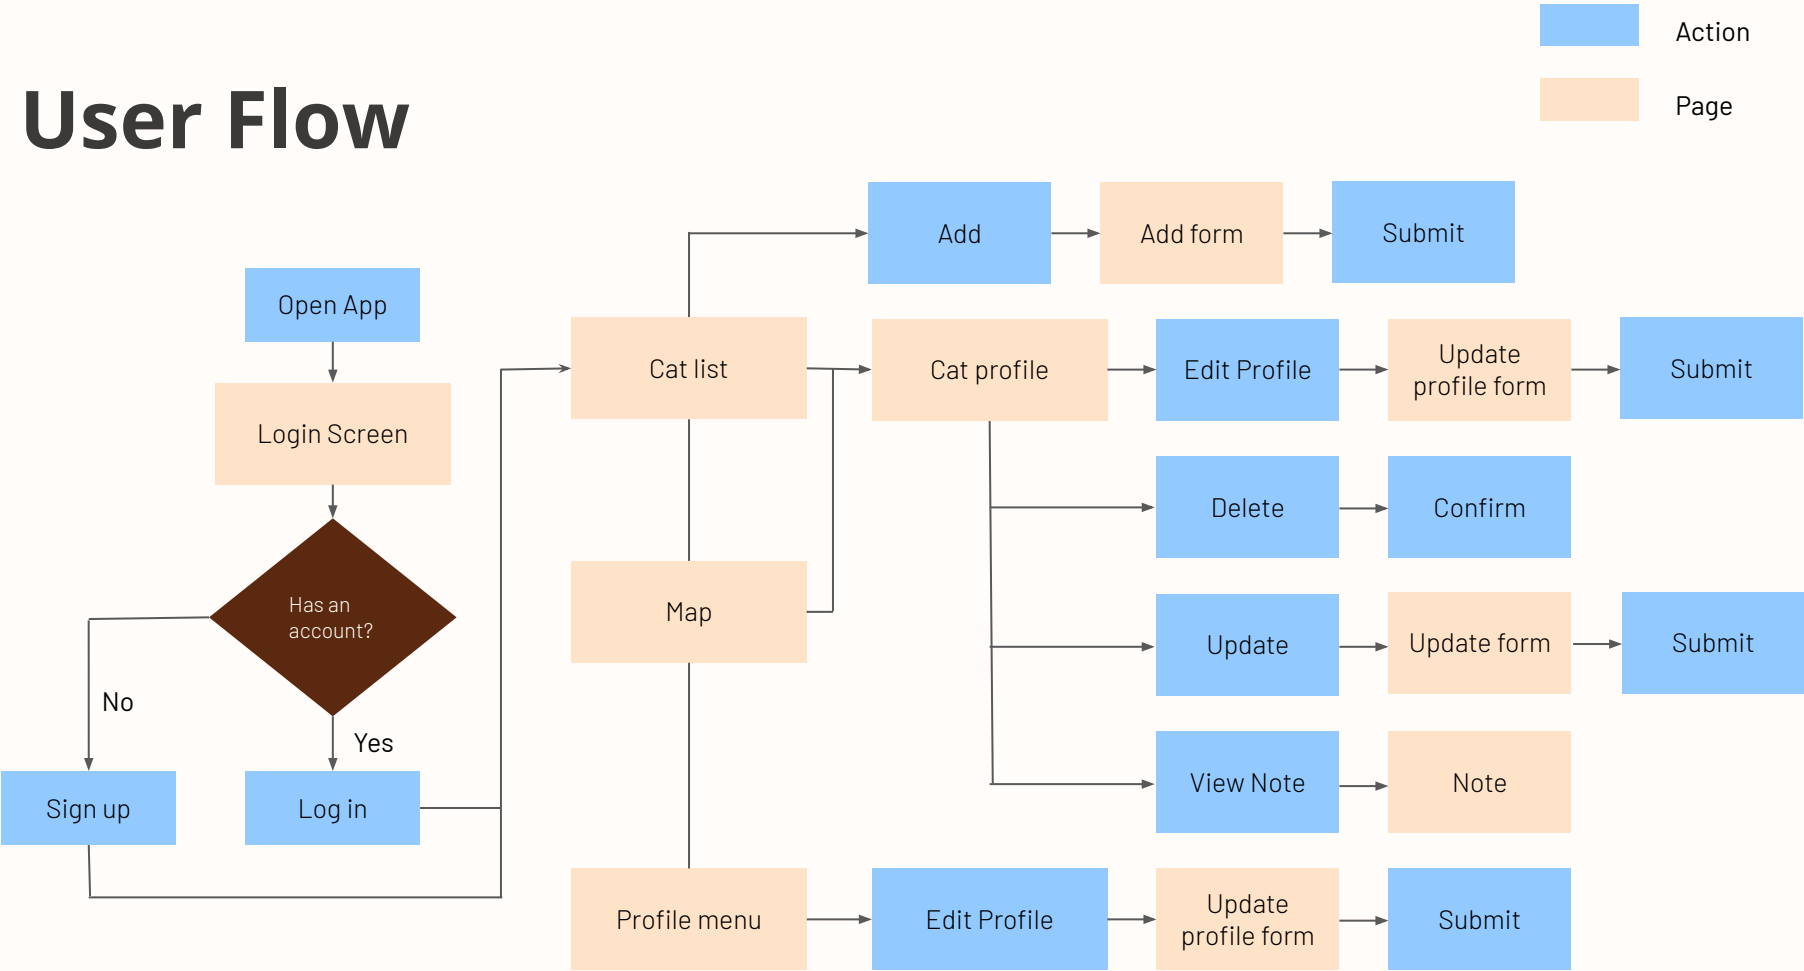 Action
Page
User Flow
Add
Add form
Submit
Open App
Cat list
Cat profile
Edit Profile
Update
profile form
Submit
Login Screen
Delete
Confirm
Has an
account?
Map
Update
Update form
Submit
No
Yes
View Note
Note
Sign up
Log in
Profile menu
Edit Profile
Update
profile form
Submit